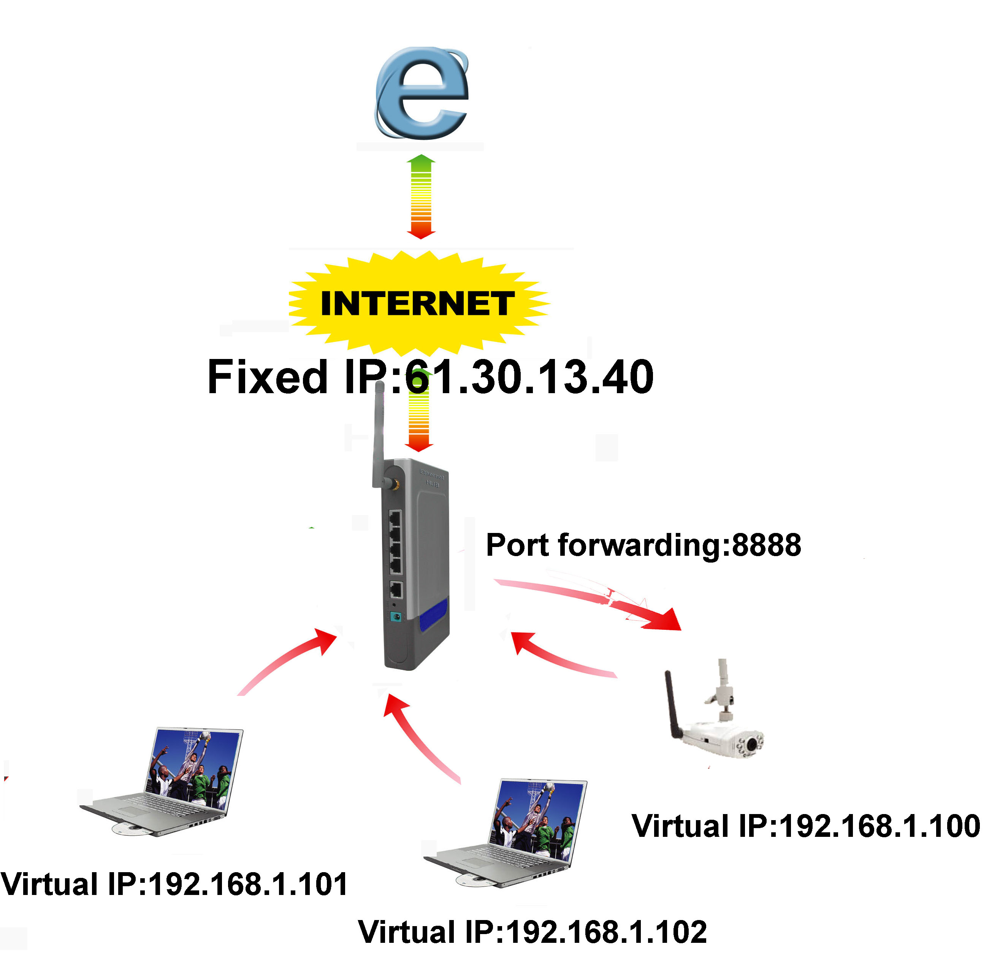 INTERNET
Fixed IP:61.30.13.40
Ethernet
HUB
Port forwarding:8888
Virtual IP:192.168.1.100
Virtual IP:192.168.1.101
Virtual IP:192.168.1.102